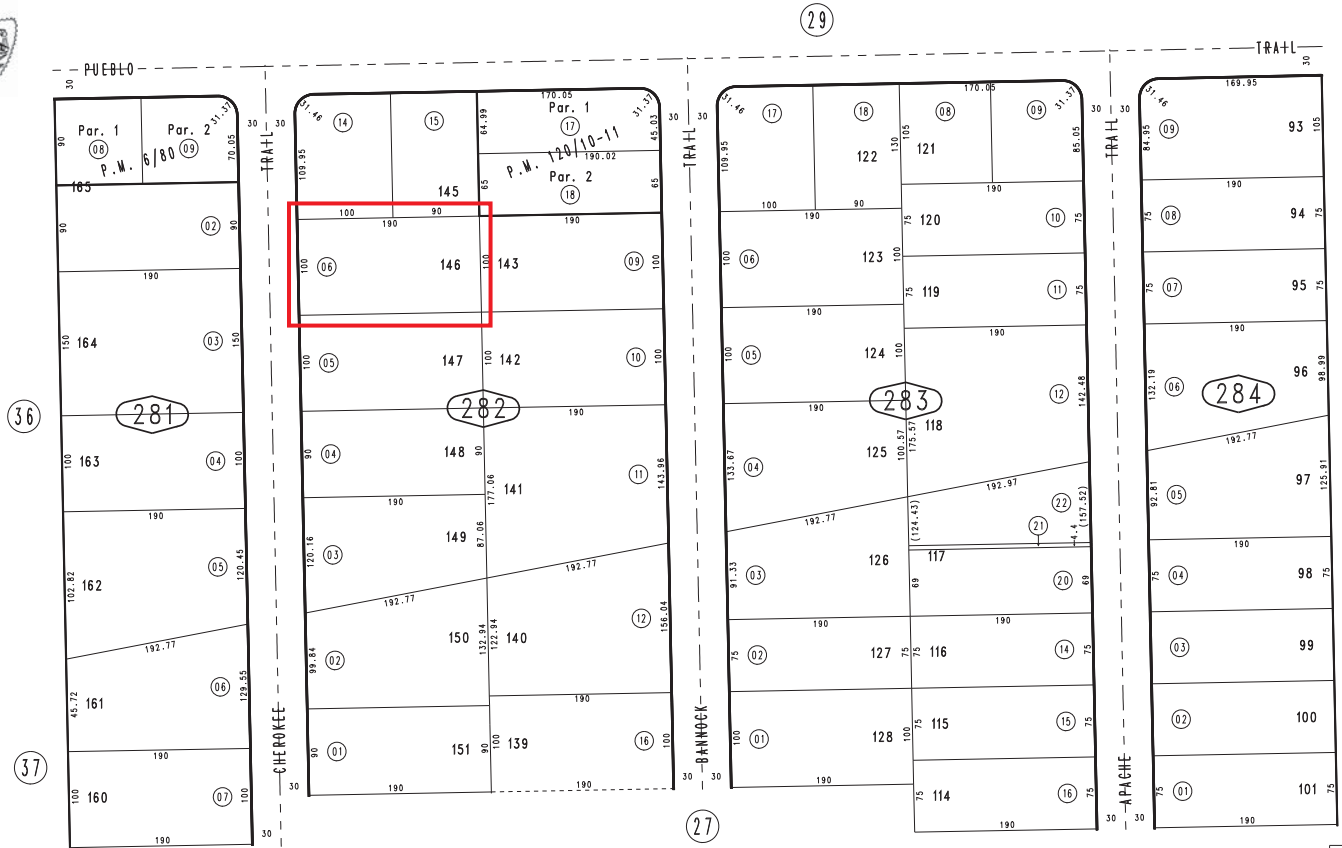 29
PUEBLO TRAIL
30 30
31.37 31.46 170.05 31.37 31.46 170.05 31.37 31.46 169.95
Par. 1 Par. 2 14 15 Par. 1 17 18 08 09 09 93
08 09 17
P.M. 6/80 P.M. 120/10-11
90 70.05 30 TRAIL 30 109.95 64.99 45.03 30 TRAIL 30 109.95 130 105 85.05 30 TRAIL 30 84.95 105
190.02
Par. 2
18
165 145 65 65 122 121
100 90 100 90 190 190
190 190 190
90 02 90 75 120 10 75 75 08 94 75
100 06 146 100 143 09 100 100 06 123 100
190 190
75 119 11 75 75 07 95 75
190 190 190
150 164 03 150
100 05 147 100 142 10 100 100 05 124 100
12 142.48 132.19 06 96 98.99
36 281 282 283 284
190 190
118
100 163 04 100 90 04 148 90 11 143.96 133.67 04 125 100.57 175.57
192.77
190 190
177.06 141 192.97 92.81 05 97 125.91
192.77
149 87.06 (124.43) 22 (157.52)
21 4.4
120.16 03 126 117
190
102.82 162 05 120.45 192.77 91.33 03 69 20 69 75 04 98 75
192.77
190 190 190
12 156.04
99.84 02 150 132.94 122.94 140 75 02 127 75 75 116 14 75 03 99
192.77
45.72 161 06 129.55
190 190 190
190
CHEROKEE BANNOCK APACHE
90 01 151 90 100 139 16 100 100 01 128 100 75 115 15 75 02 100
37
100 160 07 100
30 190 190 30 30 190 75 114 16 75 75 01 101 75
30 190 190 30 30 190
27